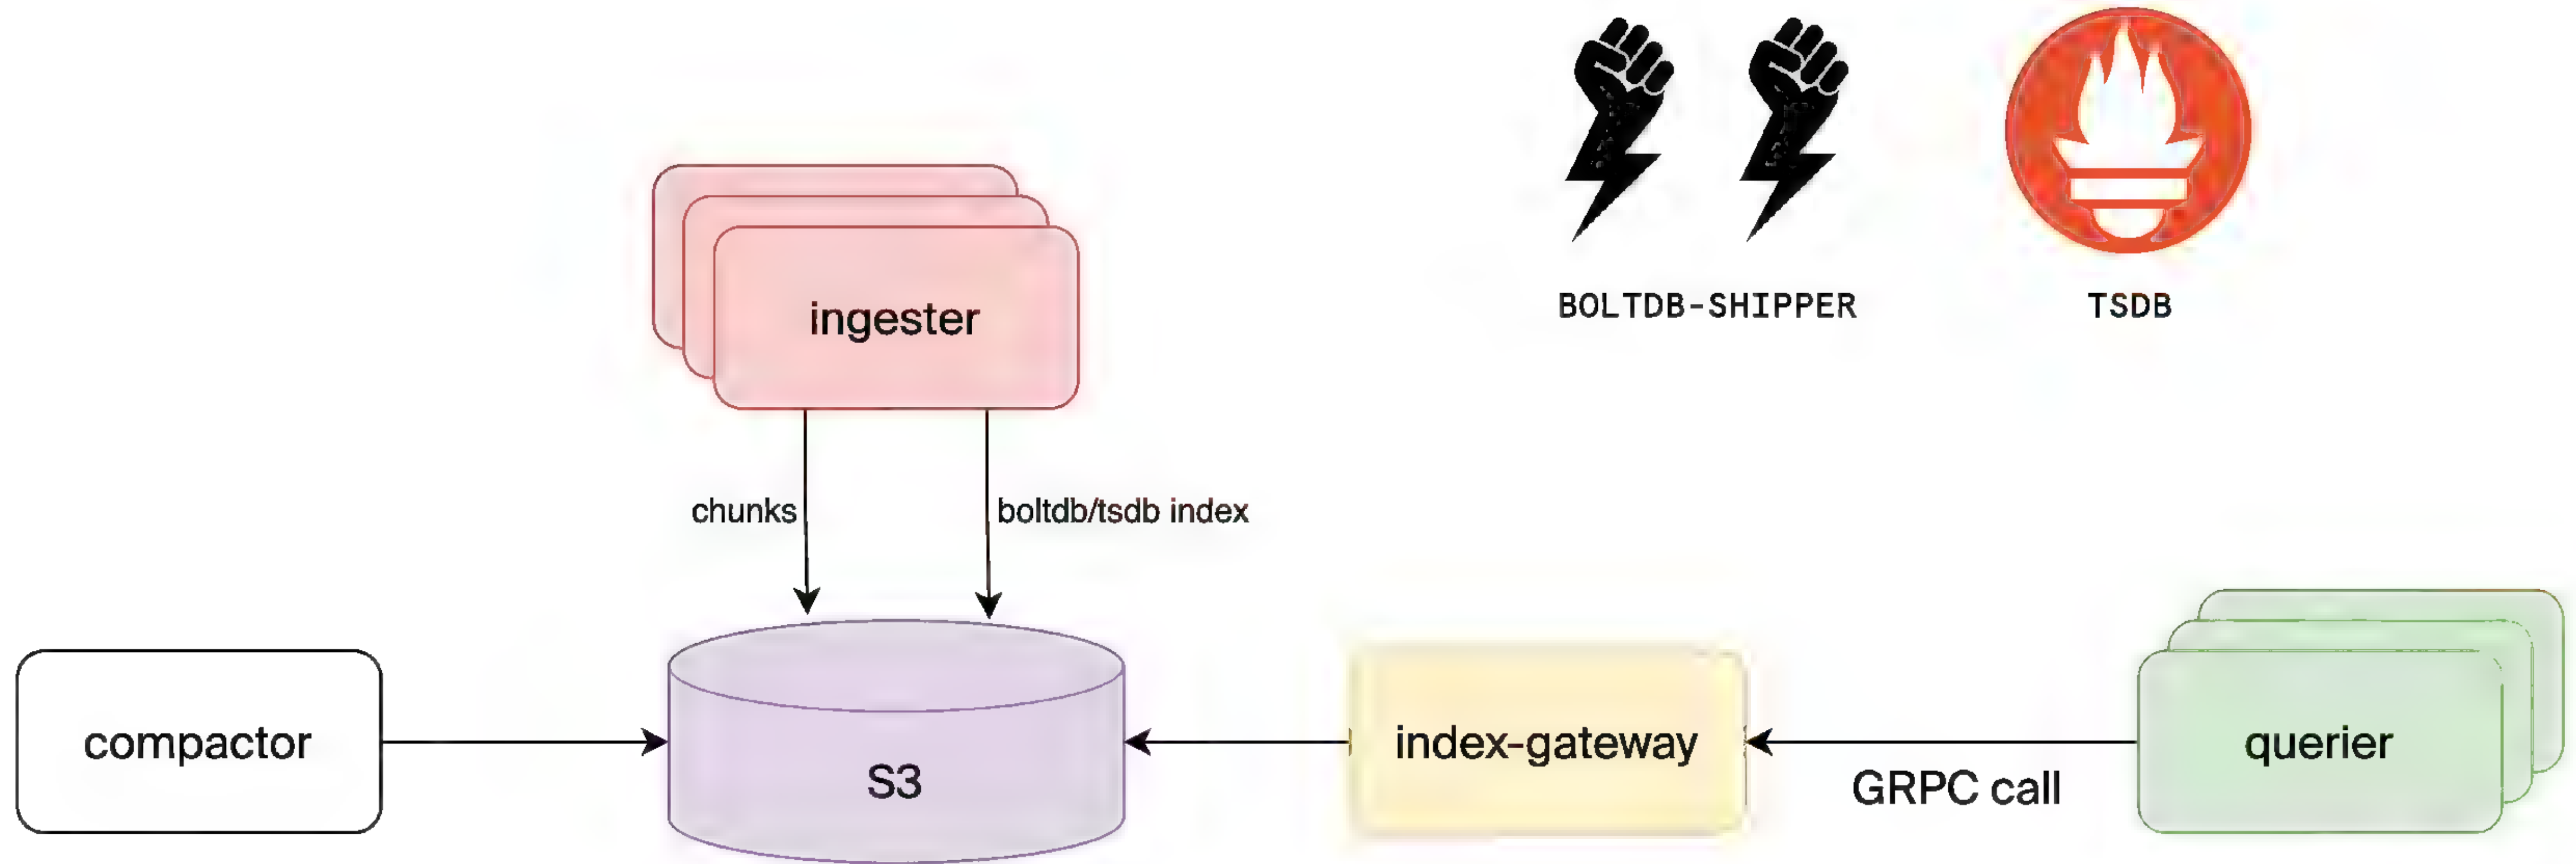 BOLTDB-SHIPPER
TSDB
ingester
chunks
boltdb/tsdb index
compactor
S3
index-gateway
GRPC call
querier